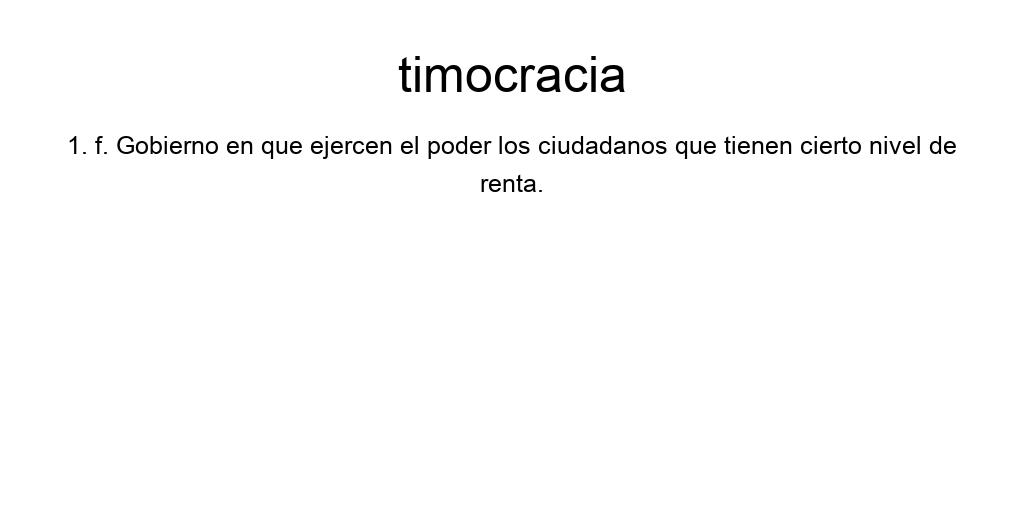 timocracia
1. f. Gobierno en que ejercen el poder los ciudadanos que tienen cierto nivel de
renta.